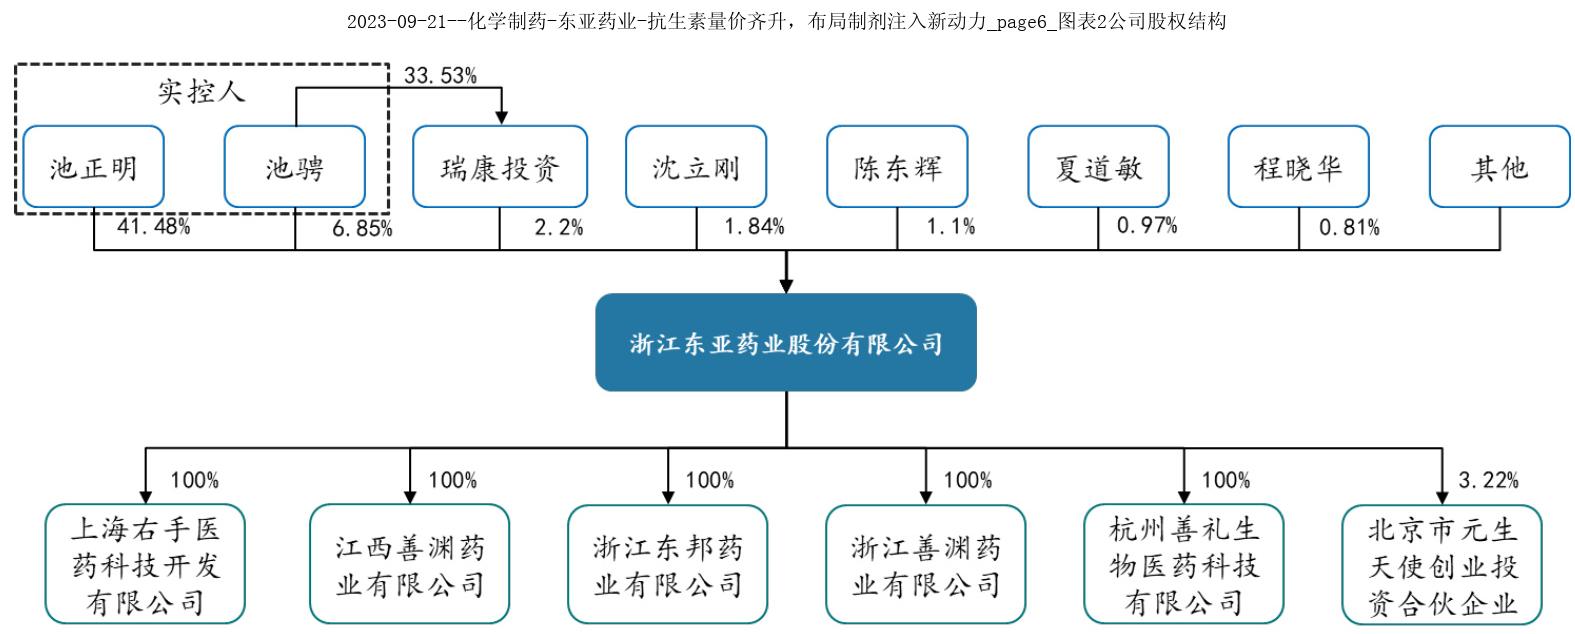 2023-09-21--化学制药-东亚药业-抗生素量价齐升，布局制剂注入新动力_page6_图表2公司股权结构
实控人
33.53%
池正明
池骋
瑞康投资
沈立刚
陈东辉
夏道敏
程晓华
其他
41.48%
6.85%
2.2%
1.84%
1.1%
0.97%
0.81%
浙江东亚药业股份有限公司
100%
100%
100%
100%
100%
3.22%
上海右手医
药科技开发
有限公司
江西善渊药
业有限公司
浙江东邦药
业有限公司
浙江善渊药
业有限公司
杭州善礼生
物医药科技
有限公司
北京市元生
天使创业投
资合伙企业